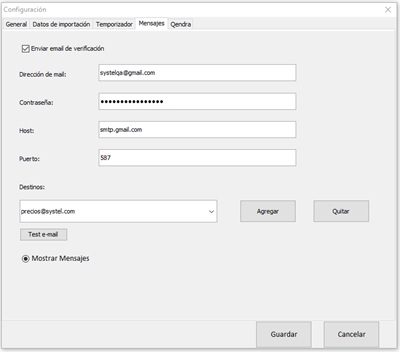 Configuración
General Datos de importación Temporizador Mensajes Qendra
Enviar email de verificación
Dirección de mail: systelqa@gmail.com
Contraseña: ●●●●●●●●●●●●●●●●
Host: smtp.gmail.com
Puerto: 587
Destinos:
precios@systel.com Agregar Quitar
Test e-mail
Mostrar Mensajes
Guardar Cancelar